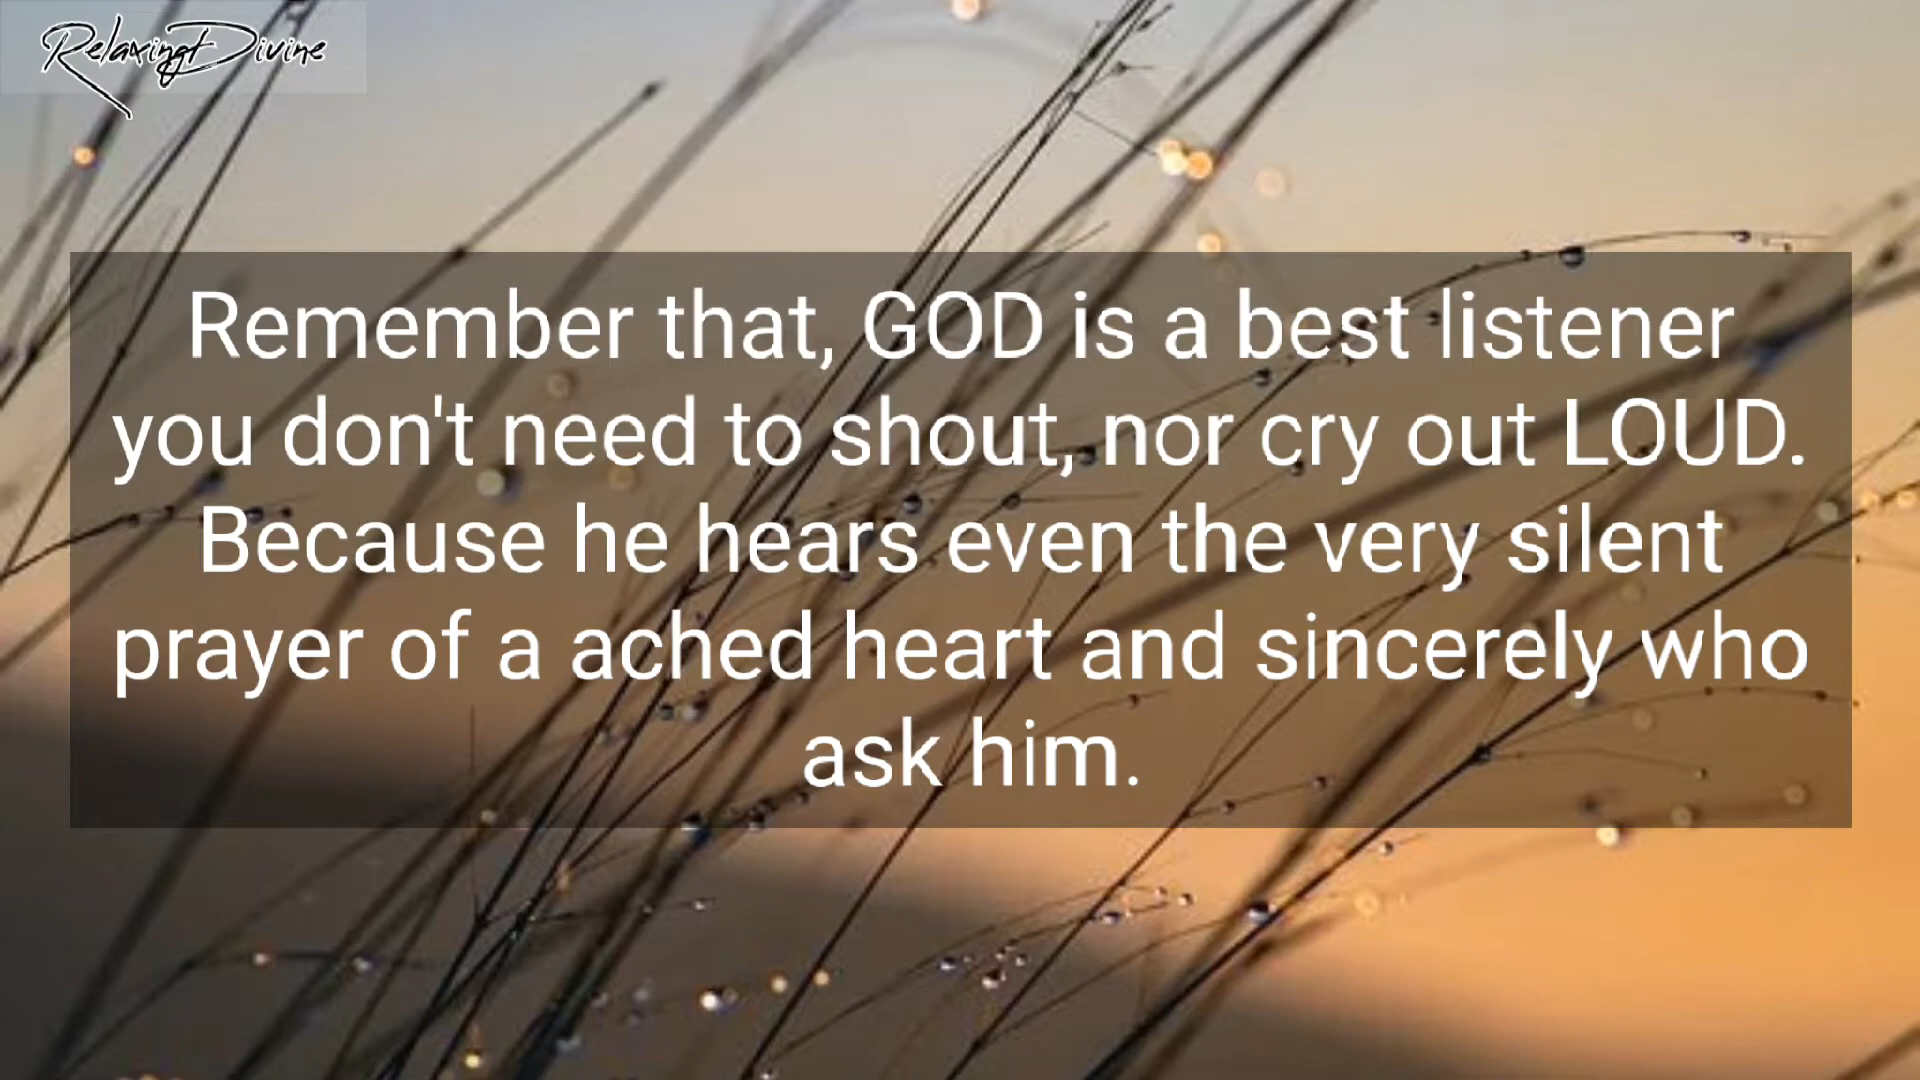 RelaxingDivine
Remember that, GOD is a best listener
you don't need to shout, nor cry out LOUD.
Because he hears even the very silent
prayer of a ached heart and sincerely who
ask him.